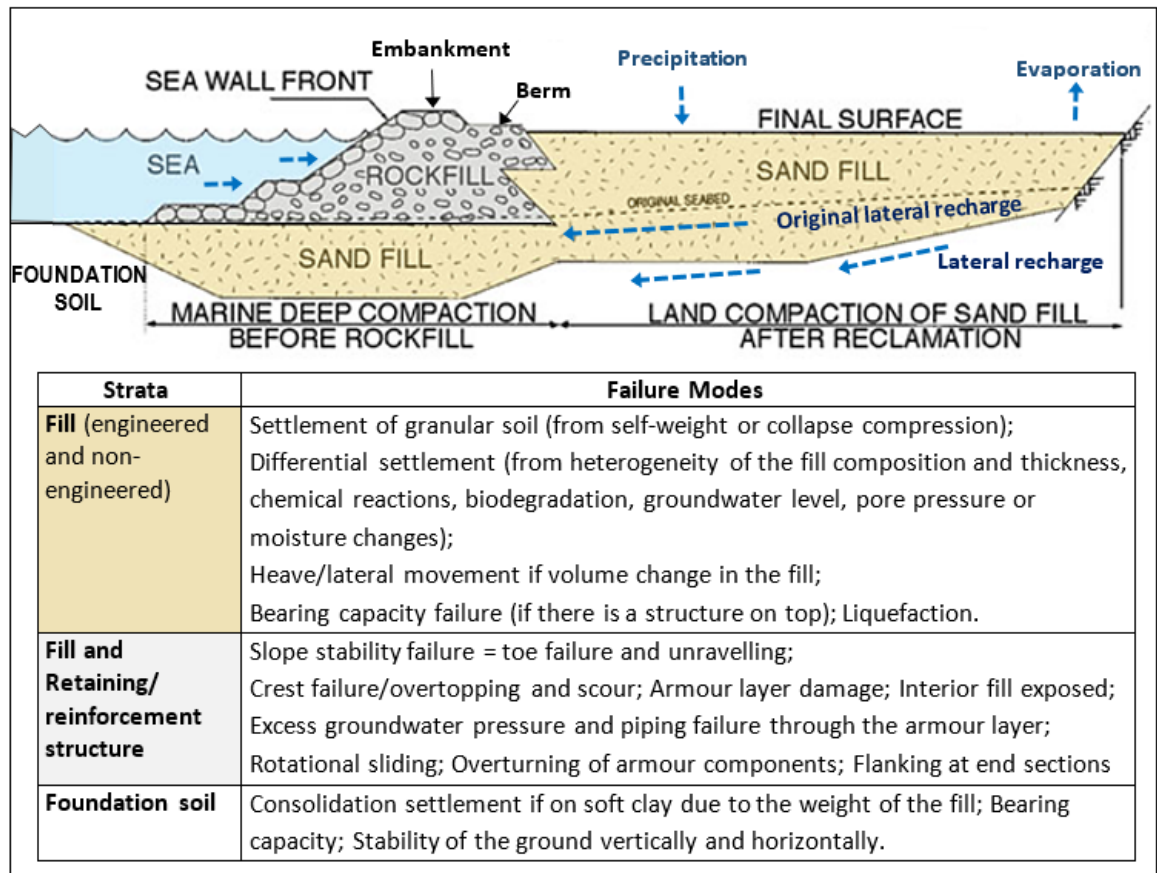 Embankment
SEA WALL FRONT
Berm
Precipitation
Evaporation
FINAL SURFACE
SEA
ROCKFILL
SAND FILL
ORIGINAL SEABED
Original lateral recharge
SAND FILL
Lateral recharge
FOUNDATION
SOIL
MARINE DEEP COMPACTION
BEFORE ROCKFILL
LAND COMPACTION OF SAND FILL
AFTER RECLAMATION
Strata
Failure Modes
Fill (engineered
and non-
engineered)
Settlement of granular soil (from self-weight or collapse compression);
Differential settlement (from heterogeneity of the fill composition and thickness,
chemical reactions, biodegradation, groundwater level, pore pressure or
moisture changes);
Heave/lateral movement if volume change in the fill;
Bearing capacity failure (if there is a structure on top); Liquefaction.
Fill and
Retaining/
reinforcement
structure
Slope stability failure = toe failure and unravelling;
Crest failure/overtopping and scour; Armour layer damage; Interior fill exposed;
Excess groundwater pressure and piping failure through the armour layer;
Rotational sliding; Overturning of armour components; Flanking at end sections
Foundation soil
Consolidation settlement if on soft clay due to the weight of the fill; Bearing
capacity; Stability of the ground vertically and horizontally.